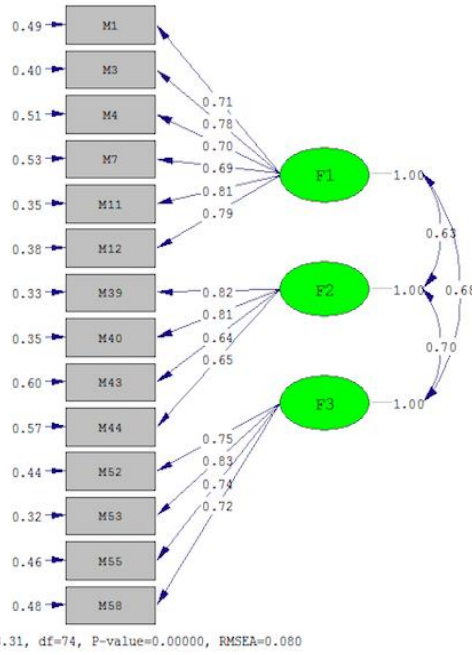 0.49 M1
0.40 M3
0.51 M4
0.53 M7
0.35 M11
0.38 M12
0.33 M39
0.35 M40
0.60 M43
0.57 M44
0.44 M52
0.32 M53
0.46 M55
0.48 M58
0.71
0.78
0.70
0.69
0.81
0.79
0.82
0.81
0.64
0.65
0.75
0.83
0.74
0.72
F1 1.00
F2 1.00
F3 1.00
0.63
0.68
0.70
.31, df=74, P-value=0.00000, RMSEA=0.080